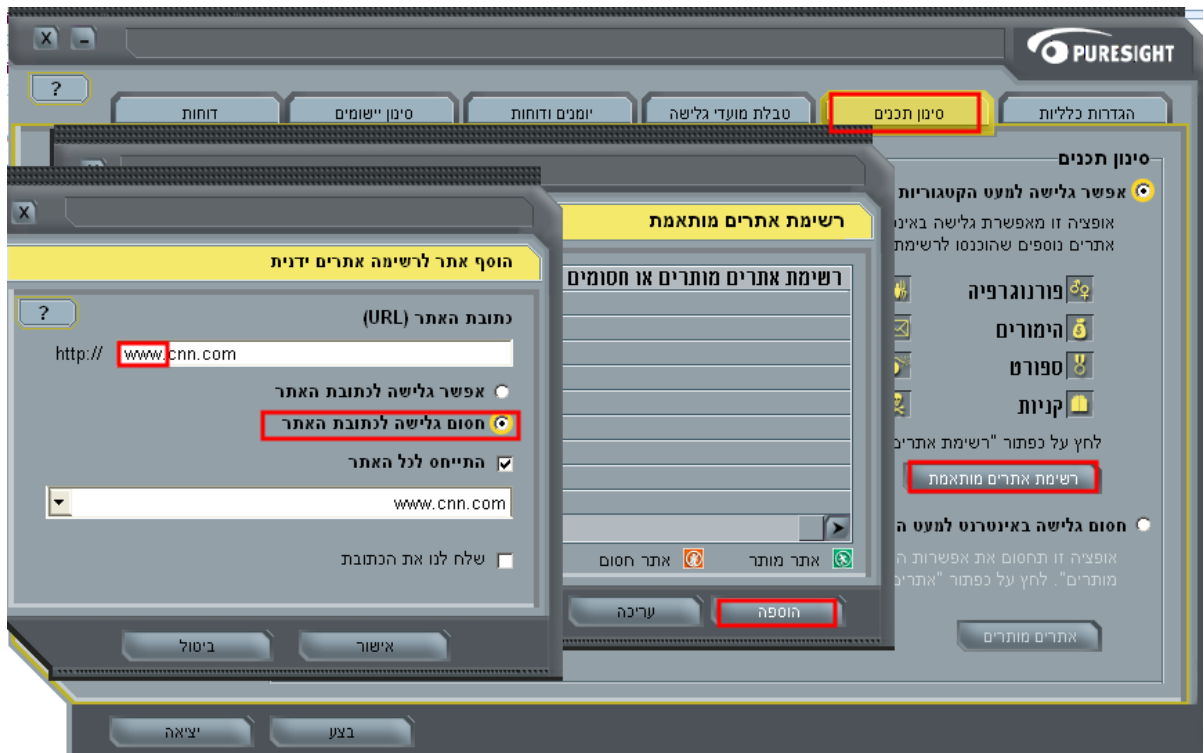 PURESIGHT
?
הגדרות כלליות
סינון תכנים
טבלת מועדי גלישה
יומנים ודוחות
סינון יישומים
דוחות
סינון תכנים
אפשר גלישה למעט הקטגוריות
אופציה זו מאפשרת גלישה
אתרים נוספים שהוכנסו לרשימת
פורנוגרפיה
הימורים
ספורט
קניות
לחץ על כפתור "רשימת אתרים
רשימת אתרים מותאמת
חסום גלישה באינטרנט למעט
אופציה זו תחסום את אפשרות
מותרים". לחץ על כפתור "אתרים
אתרים מותרים
רשימת אתרים מותאמת
רשימת אתרים מותרים או חסומים
אתר מותר
אתר חסום
הוספה
עריכה
X
הוסף אתר לרשימה אתרים ידנית
?
כתובת האתר (URL)
http:// www.cnn.com
אפשר גלישה לכתובת האתר
חסום גלישה לכתובת האתר
התייחס לכל האתר
www.cnn.com
שלח לנו את הכתובת
אישור
ביטול
בצע
יציאה